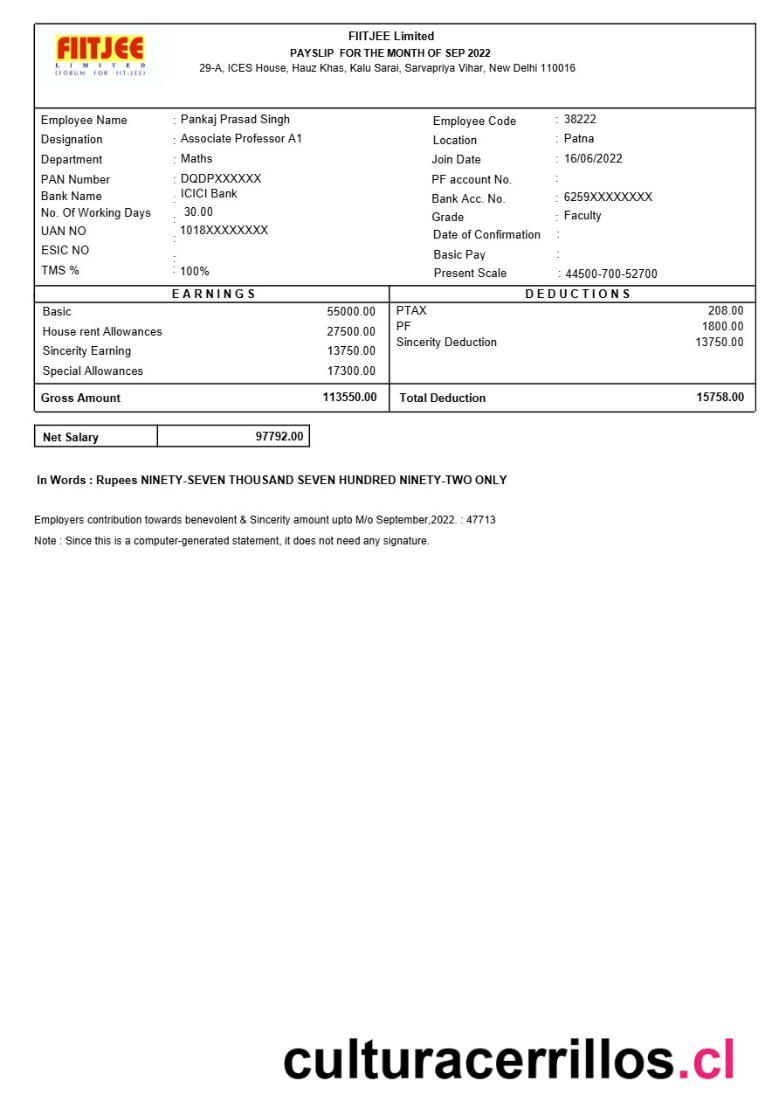 FIITJEE
LIMITED
(FORUM FOR IIT-JEE)
FIITJEE Limited
PAYSLIP FOR THE MONTH OF SEP 2022
29-A, ICES House, Hauz Khas, Kalu Sarai, Sarvapriya Vihar, New Delhi 110016
Employee Name : Pankaj Prasad Singh Employee Code : 38222
Designation : Associate Professor A1 Location : Patna
Department : Maths Join Date : 16/06/2022
PAN Number : DQDPXXXXXX PF account No. :
Bank Name : ICICI Bank Bank Acc. No. : 6259XXXXXXXX
No. Of Working Days : 30.00 Grade : Faculty
UAN NO : 1018XXXXXXXX Date of Confirmation :
ESIC NO : Basic Pay :
TMS % : 100% Present Scale : 44500-700-52700
EARNINGS DEDUCTIONS
Basic 55000.00 PTAX 208.00
House rent Allowances 27500.00 PF 1800.00
Sincerity Earning 13750.00 Sincerity Deduction 13750.00
Special Allowances 17300.00
Gross Amount 113550.00 Total Deduction 15758.00
Net Salary 97792.00
In Words : Rupees NINETY-SEVEN THOUSAND SEVEN HUNDRED NINETY-TWO ONLY
Employers contribution towards benevolent & Sincerity amount upto M/o September,2022. : 47713
Note : Since this is a computer-generated statement, it does not need any signature.
culturacerrillos.cl